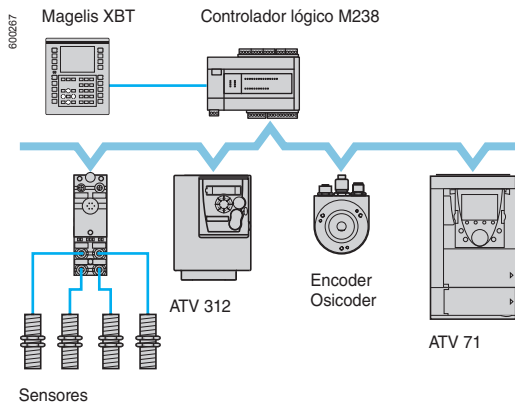 600267
Magelis XBT
Controlador lógico M238
ATV 312
Encoder
Osicoder
ATV 71
Sensores